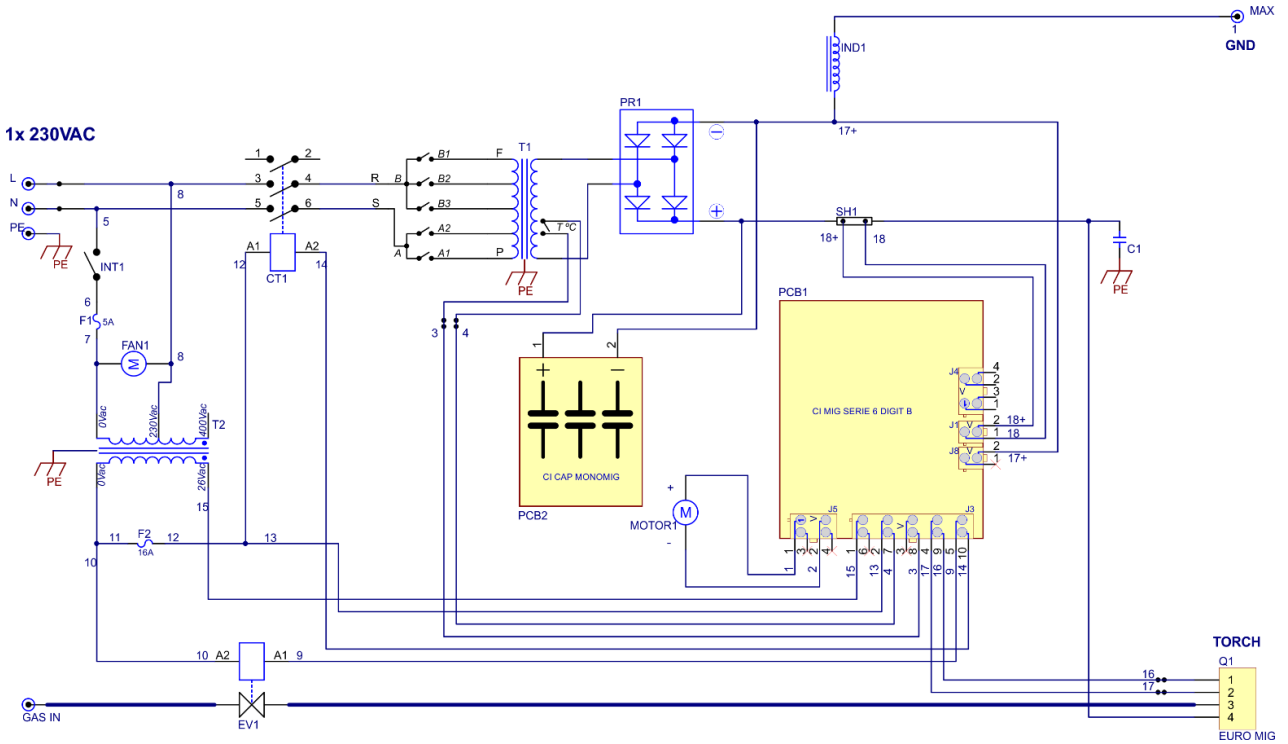 MAX
1
GND
IND1
17+
1x 230VAC
PR1
T1
1 2
L 8 3 4 R B B1 F
N 5 5 6 S B2
B3
A2
A A1 P
PE
PE
INT1
A1 A2
12 14
CT1
T ºC
PE
SH1
18+ 18
C1
PE
6
F1 5A
7
FAN1
M
8
3 4
PCB1
1 2
+ −
CI CAP MONOMIG
PCB2
CI MIG SERIE 6 DIGIT B
J4 4
2
V 3
1
J1 2 18+
V 1 18
J8 2
V 1 17+
0Vac 230Vac 400Vac
T2
0Vac 26Vac
PE
15
+
M
MOTOR1
-
J5
V
J3
V
1 3 2 4
1 2
1 6 2 7 3 8 4 9 5 10
15 13 4 3 17 16 9 14
11 F2 12 13
16A
10
10 A2 A1 9
GAS IN
EV1
TORCH
Q1
16 1
17 2
3
4
EURO MIG